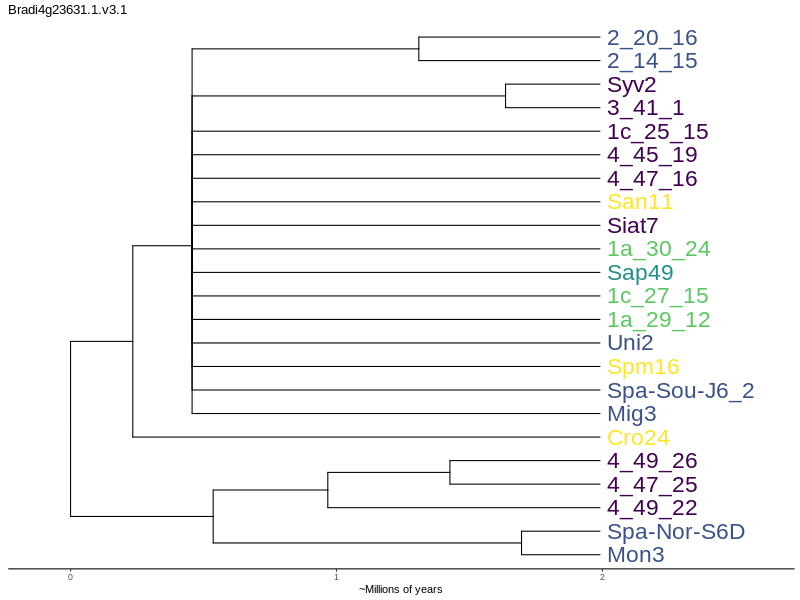 Bradi4g23631.1.v3.1
2_20_16
2_14_15
Syv2
3_41_1
1c_25_15
4_45_19
4_47_16
San11
Siat7
1a_30_24
Sap49
1c_27_15
1a_29_12
Uni2
Spm16
Spa-Sou-J6_2
Mig3
Cro24
4_49_26
4_47_25
4_49_22
Spa-Nor-S6D
Mon3
0 1 2
~Millions of years